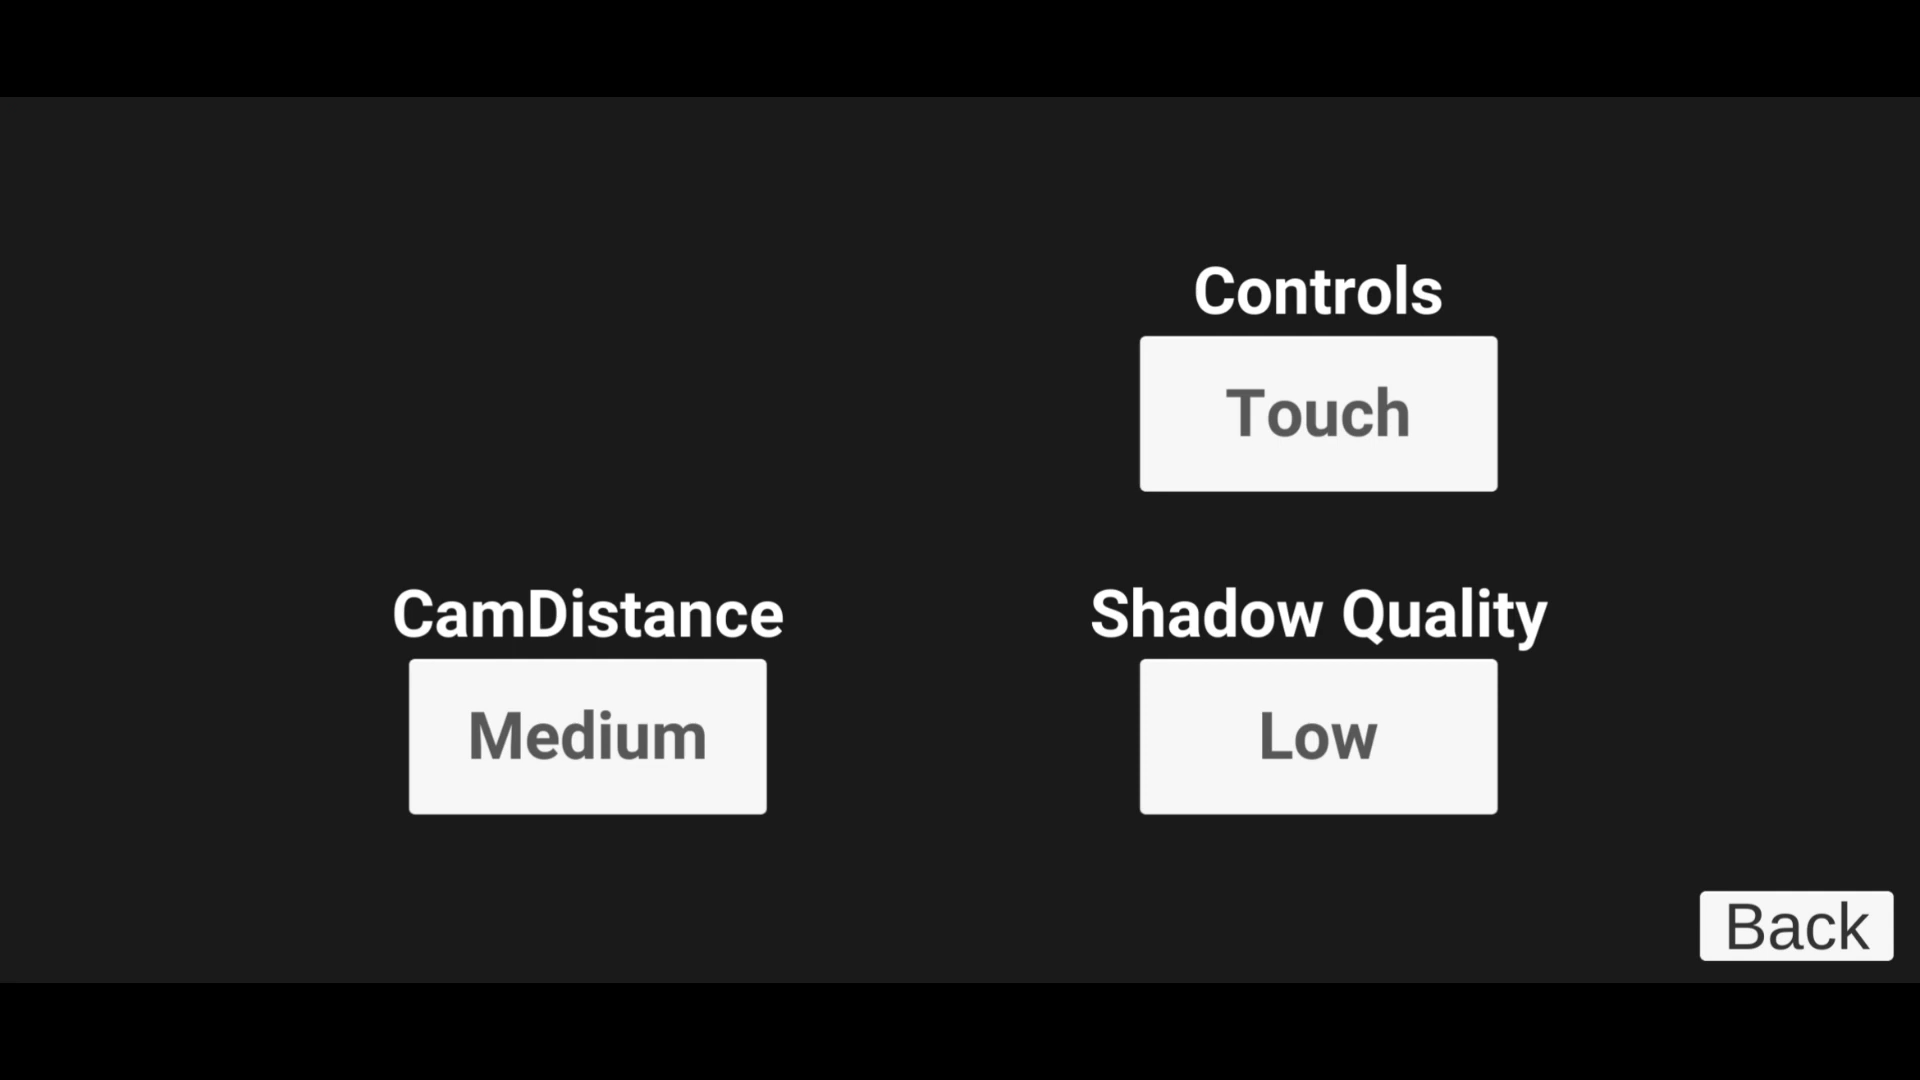 Controls
Touch
CamDistance
Medium
Shadow Quality
Low
Back